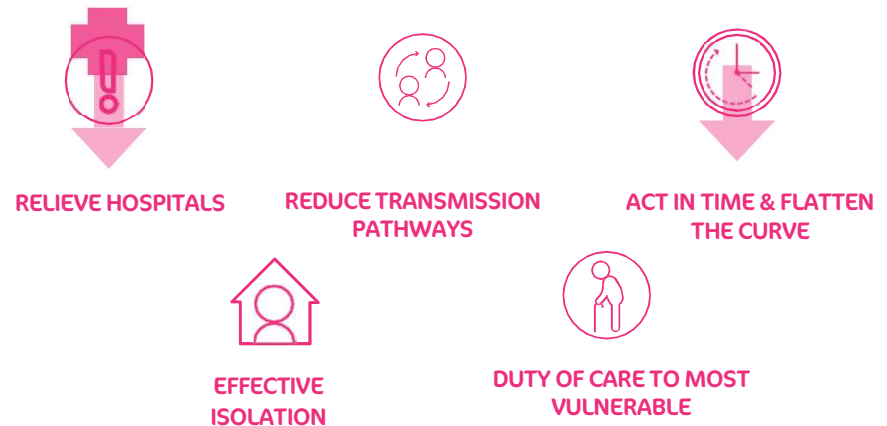 RELIEVE HOSPITALS
REDUCE TRANSMISSION
PATHWAYS
ACT IN TIME & FLATTEN
THE CURVE
EFFECTIVE
ISOLATION
DUTY OF CARE TO MOST
VULNERABLE